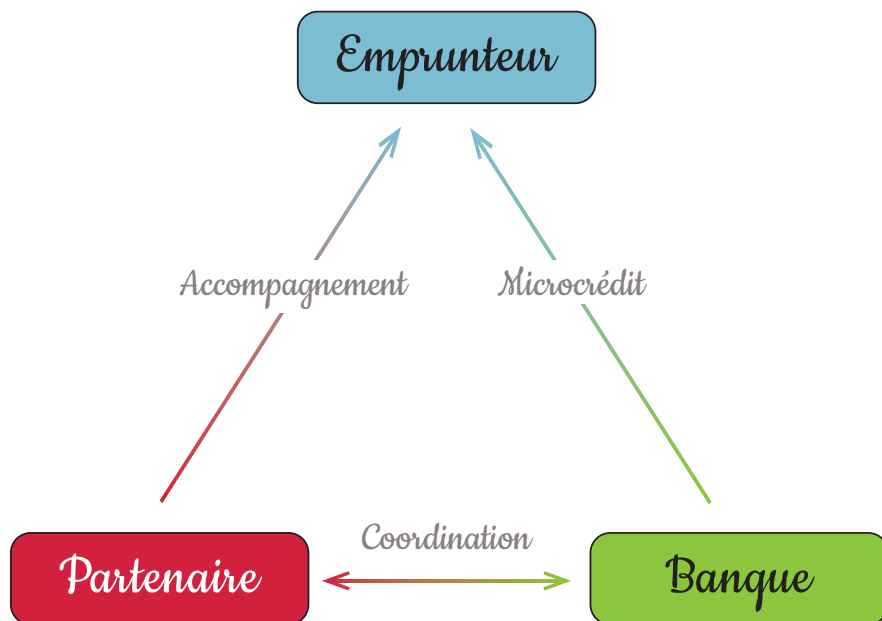 Emprunteur
Accompagnement
Microcrédit
Coordination
Partenaire
Banque